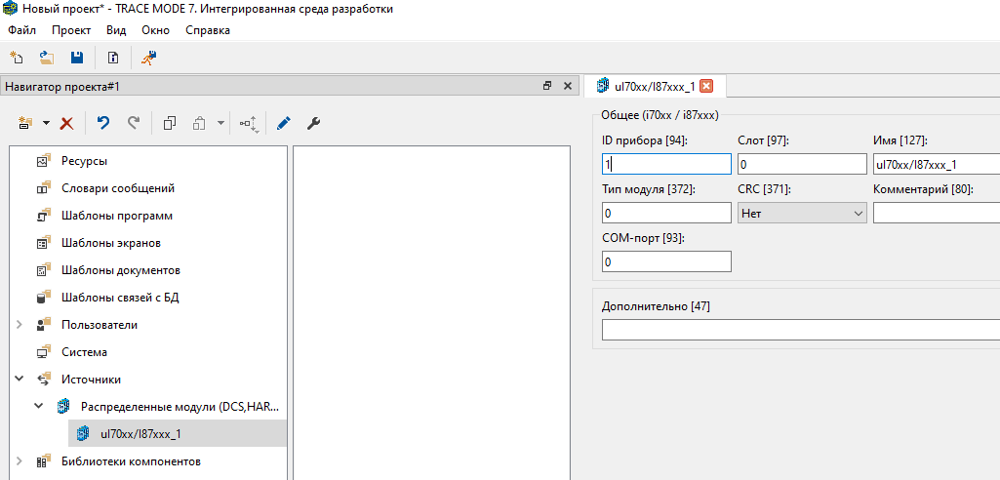 Новый проект* - TRACE MODE 7. Интегрированная среда разработки
Файл Проект Вид Окно Справка
Навигатор проекта#1
Ресурсы
Словари сообщений
Шаблоны программ
Шаблоны экранов
Шаблоны документов
Шаблоны связей с БД
Пользователи
Система
Источники
Распределенные модули (DCS,HAR...
ul70xx/I87xxx_1
Библиотеки компонентов
ul70xx/I87xxx_1
Общее (i70xx / i87xxx)
ID прибора [94]: Слот [97]: Имя [127]:
1 0 ul70xx/I87xxx_1
Тип модуля [372]: CRC [371]: Комментарий [80]:
0 Нет
COM-порт [93]:
0
Дополнительно [47]